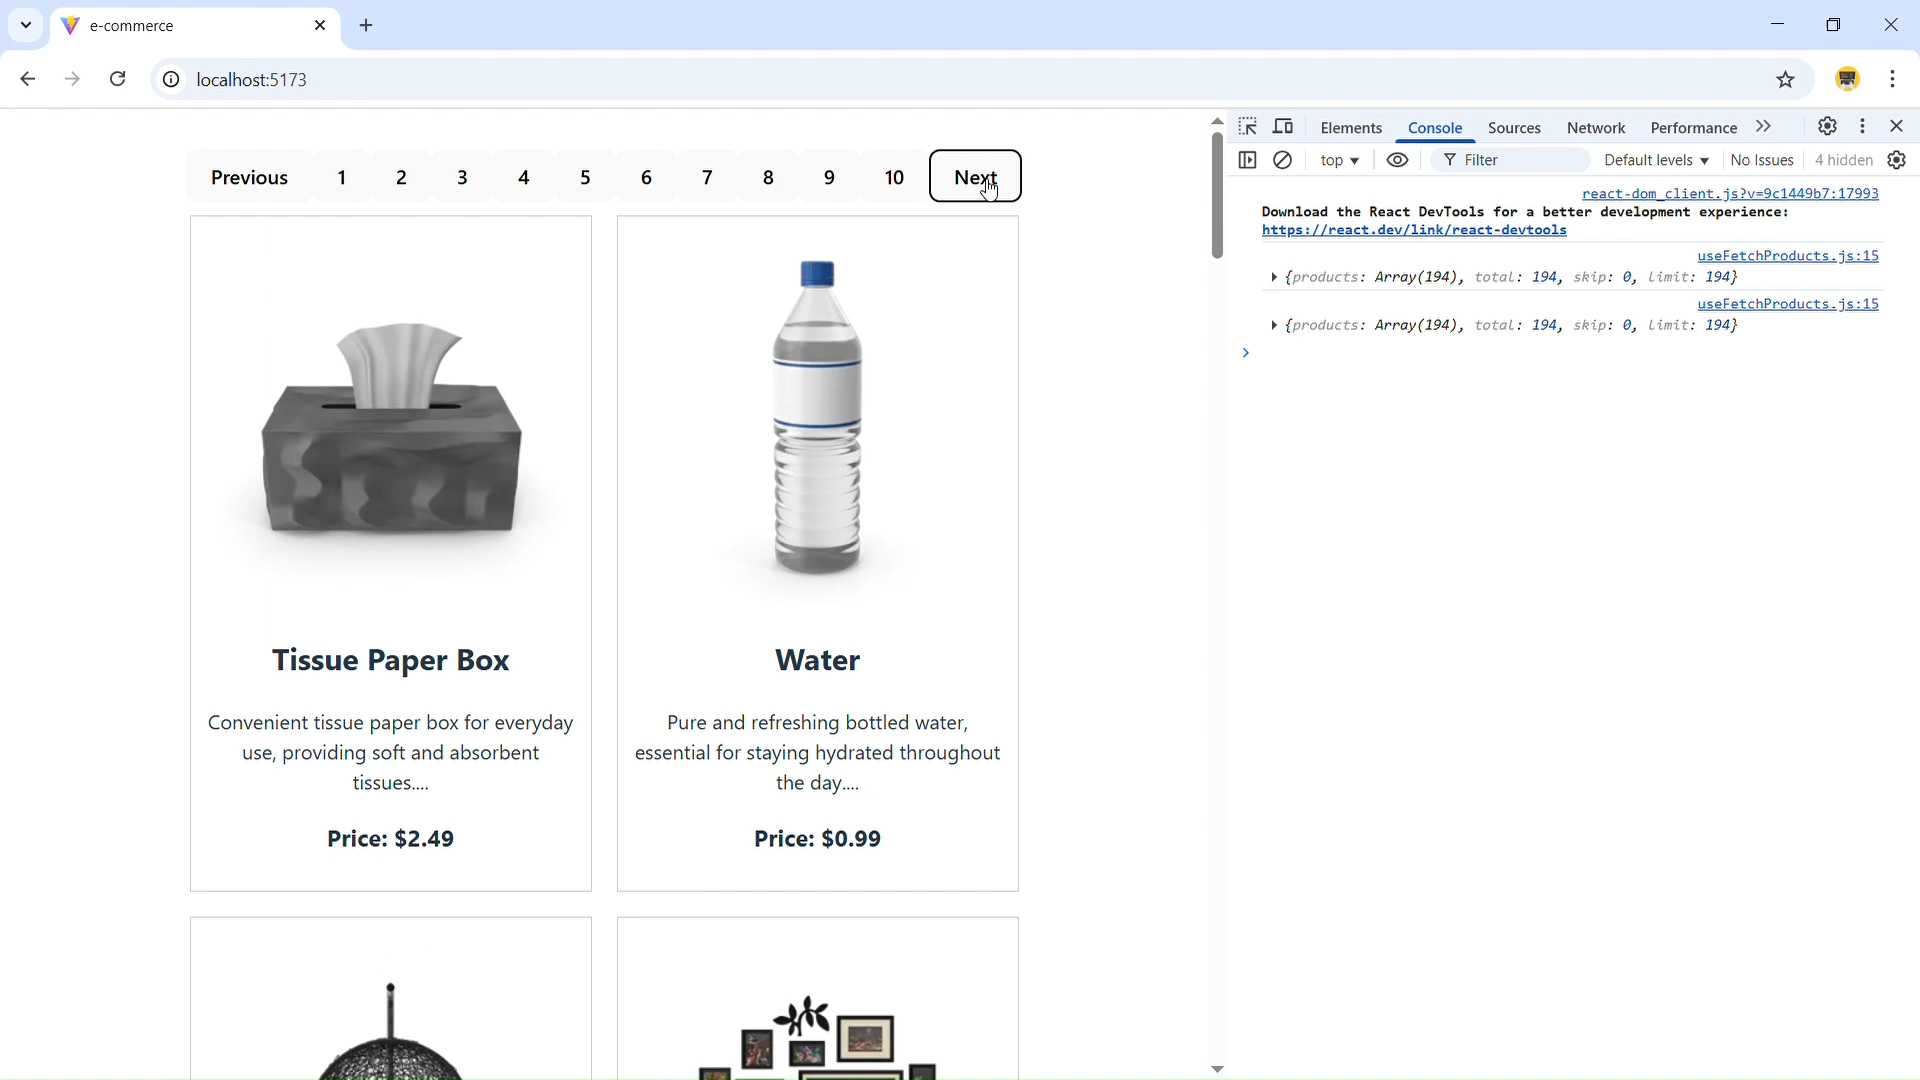 e-commerce
localhost:5173
Previous 1 2 3 4 5 6 7 8 9 10 Next
Tissue Paper Box
Convenient tissue paper box for everyday
use, providing soft and absorbent
tissues....
Price: $2.49
Water
Pure and refreshing bottled water,
essential for staying hydrated throughout
the day....
Price: $0.99
Elements Console Sources Network Performance
top Filter Default levels No Issues 4 hidden
react-dom_client.js?v=9c1449b7:17993
Download the React DevTools for a better development experience:
https://react.dev/link/react-devtools
useFetchProducts.js:15
{products: Array(194), total: 194, skip: 0, limit: 194}
useFetchProducts.js:15
{products: Array(194), total: 194, skip: 0, limit: 194}